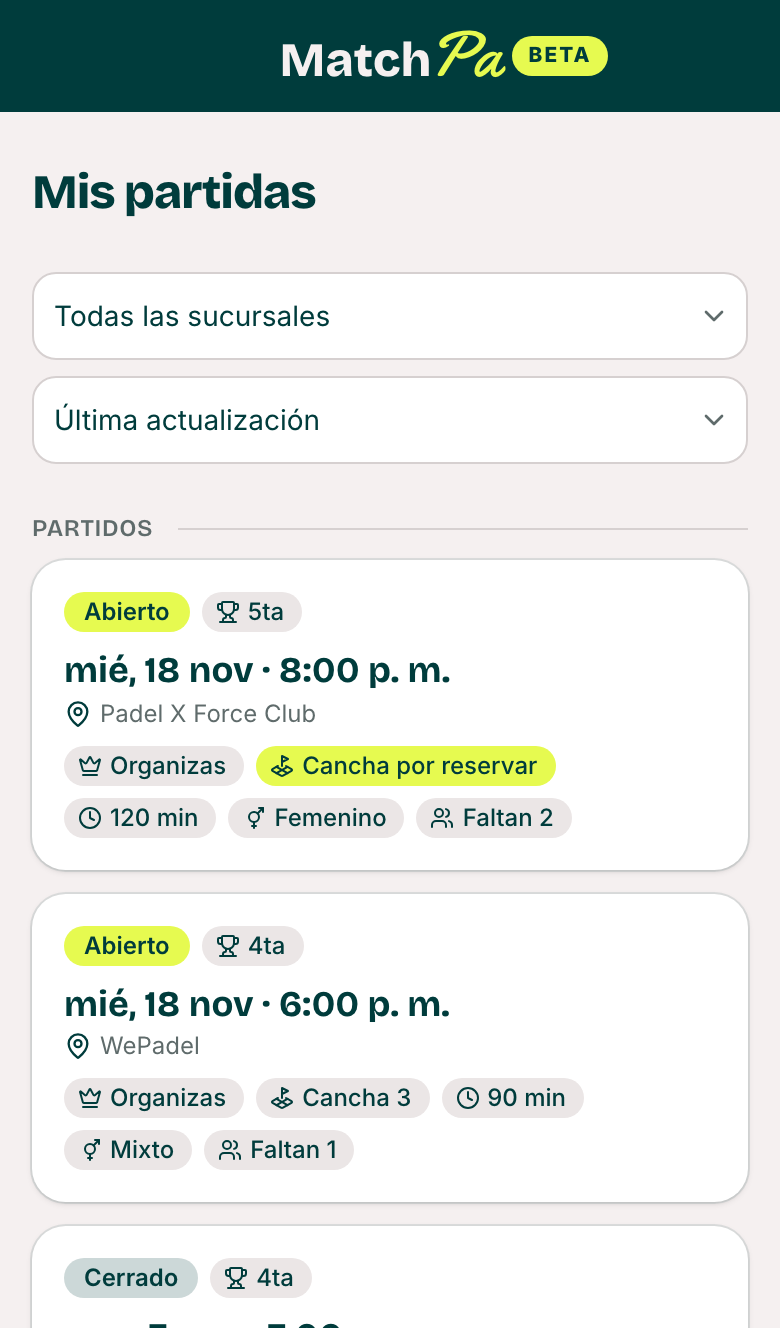 MatchPa BETA
Mis partidas
Todas las sucursales
Última actualización
PARTIDOS
Abierto 5ta
mié, 18 nov · 8:00 p. m.
Padel X Force Club
Organizas Cancha por reservar
120 min Femenino Faltan 2
Abierto 4ta
mié, 18 nov · 6:00 p. m.
WePadel
Organizas Cancha 3 90 min
Mixto Faltan 1
Cerrado 4ta